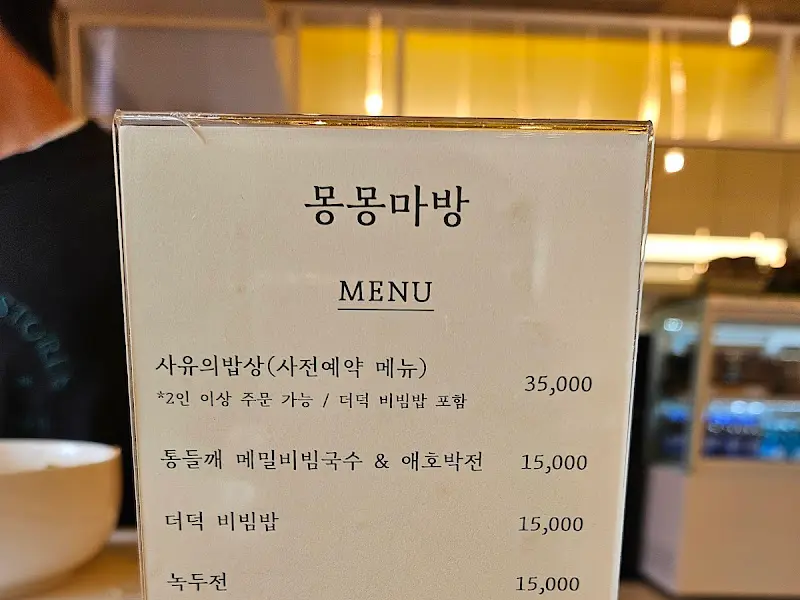 몽몽마방
MENU
사유의밥상(사전예약 메뉴)
35,000
*2인 이상 주문 가능 / 더덕 비빔밥 포함
통들깨 메밀비빔국수 & 애호박전 15,000
더덕 비빔밥 15,000
녹두전 15,000